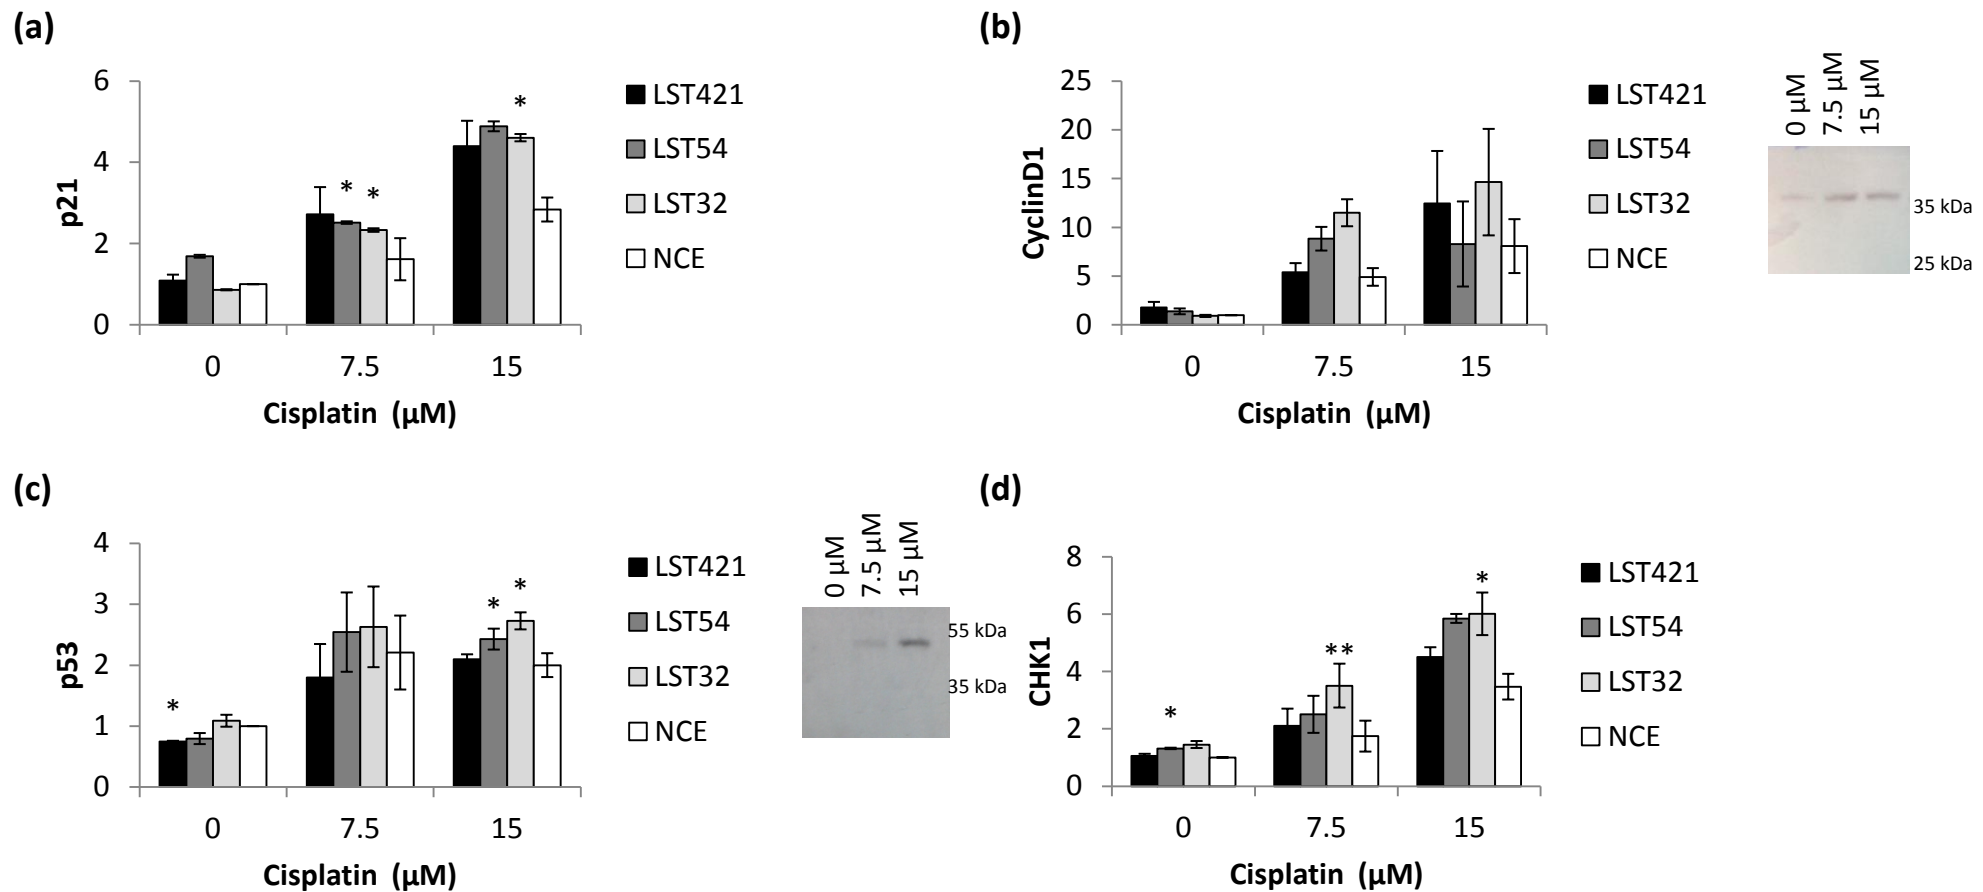 (a)
p21
6
4
2
0
* * *
0 7.5 15
Cisplatin (µM)
LST421
LST54
LST32
NCE
(b)
CyclinD1
25
20
15
10
5
0
0 7.5 15
Cisplatin (µM)
LST421
LST54
LST32
NCE
0 µM
7.5 µM
15 µM
35 kDa
25 kDa
(c)
p53
4
3
2
1
0
* * *
0 7.5 15
Cisplatin (µM)
LST421
LST54
LST32
NCE
0 µM
7.5 µM
15 µM
55 kDa
35 kDa
(d)
CHK1
8
6
4
2
0
* ** *
0 7.5 15
Cisplatin (µM)
LST421
LST54
LST32
NCE